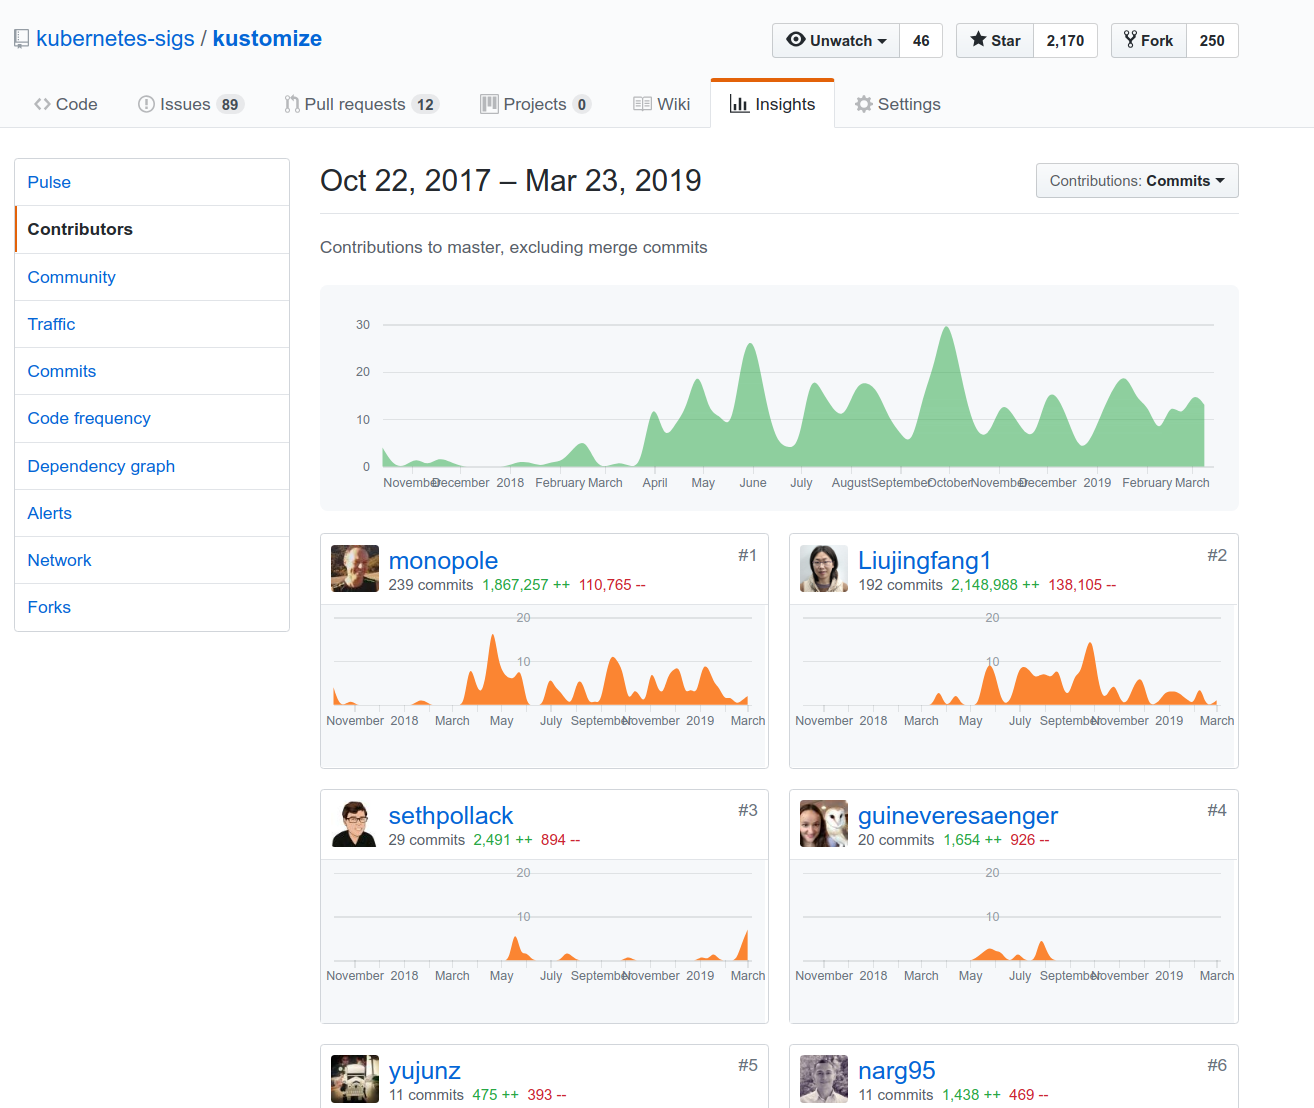 kubernetes-sigs / kustomize
Unwatch 46 Star 2,170 Fork 250
Code Issues 89 Pull requests 12 Projects 0 Wiki Insights Settings
Pulse
Contributors
Community
Traffic
Commits
Code frequency
Dependency graph
Alerts
Network
Forks
Oct 22, 2017 – Mar 23, 2019
Contributions: Commits
Contributions to master, excluding merge commits
30
20
10
0
November December 2018 February March April May June July August September October November December 2019 February March
monopole #1
239 commits 1,867,257 ++ 110,765 --
20
10
November 2018 March May July September November 2019 March
Liujingfang1 #2
192 commits 2,148,988 ++ 138,105 --
20
10
November 2018 March May July September November 2019 March
sethpollack #3
29 commits 2,491 ++ 894 --
20
10
November 2018 March May July September November 2019 March
guineveresaenger #4
20 commits 1,654 ++ 926 --
20
10
November 2018 March May July September November 2019 March
yujunz #5
11 commits 475 ++ 393 --
narg95 #6
11 commits 1,438 ++ 469 --